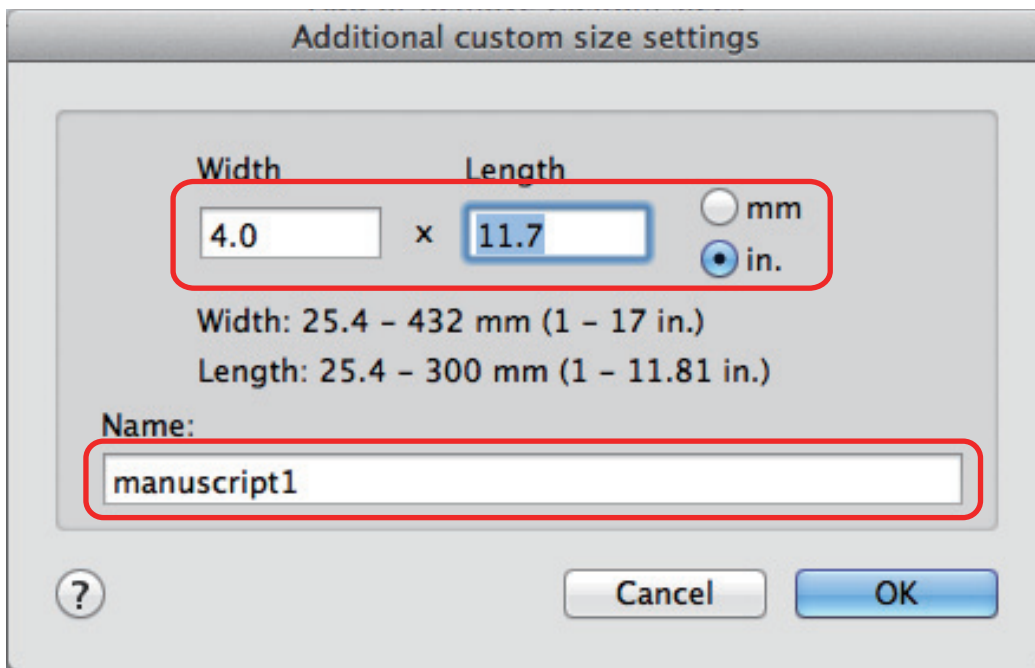 Additional custom size settings
Width Length
4.0 x 11.7 mm
in.
Width: 25.4 – 432 mm (1 – 17 in.)
Length: 25.4 – 300 mm (1 – 11.81 in.)
Name:
manuscript1
? Cancel OK